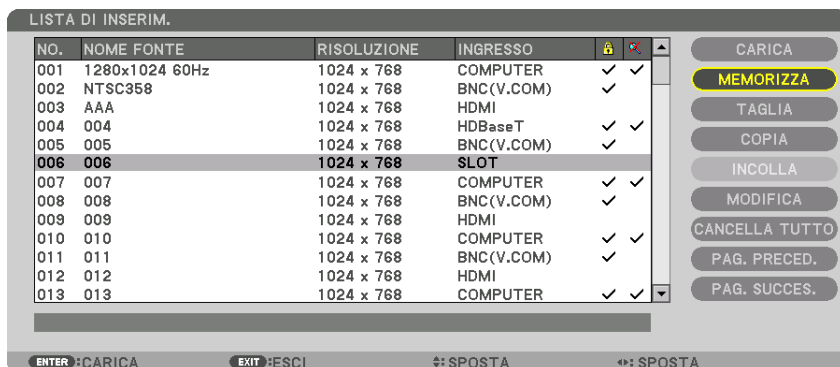 LISTA DI INSERIM.
NO. NOME FONTE RISOLUZIONE INGRESSO
001 1280x1024 60Hz 1024 x 768 COMPUTER ✓ ✓
002 NTSC358 1024 x 768 BNC(V.COM) ✓
003 AAA 1024 x 768 HDMI
004 004 1024 x 768 HDBaseT ✓ ✓
005 005 1024 x 768 BNC(V.COM) ✓
006 006 1024 x 768 SLOT
007 007 1024 x 768 COMPUTER ✓ ✓
008 008 1024 x 768 BNC(V.COM) ✓
009 009 1024 x 768 HDMI
010 010 1024 x 768 COMPUTER ✓ ✓
011 011 1024 x 768 BNC(V.COM) ✓
012 012 1024 x 768 HDMI
013 013 1024 x 768 COMPUTER ✓ ✓
CARICA
MEMORIZZA
TAGLIA
COPIA
INCOLLA
MODIFICA
CANCELLA TUTTO
PAG. PRECED.
PAG. SUCCES.
ENTER :CARICA EXIT :ESCI :SPOSTA :SPOSTA